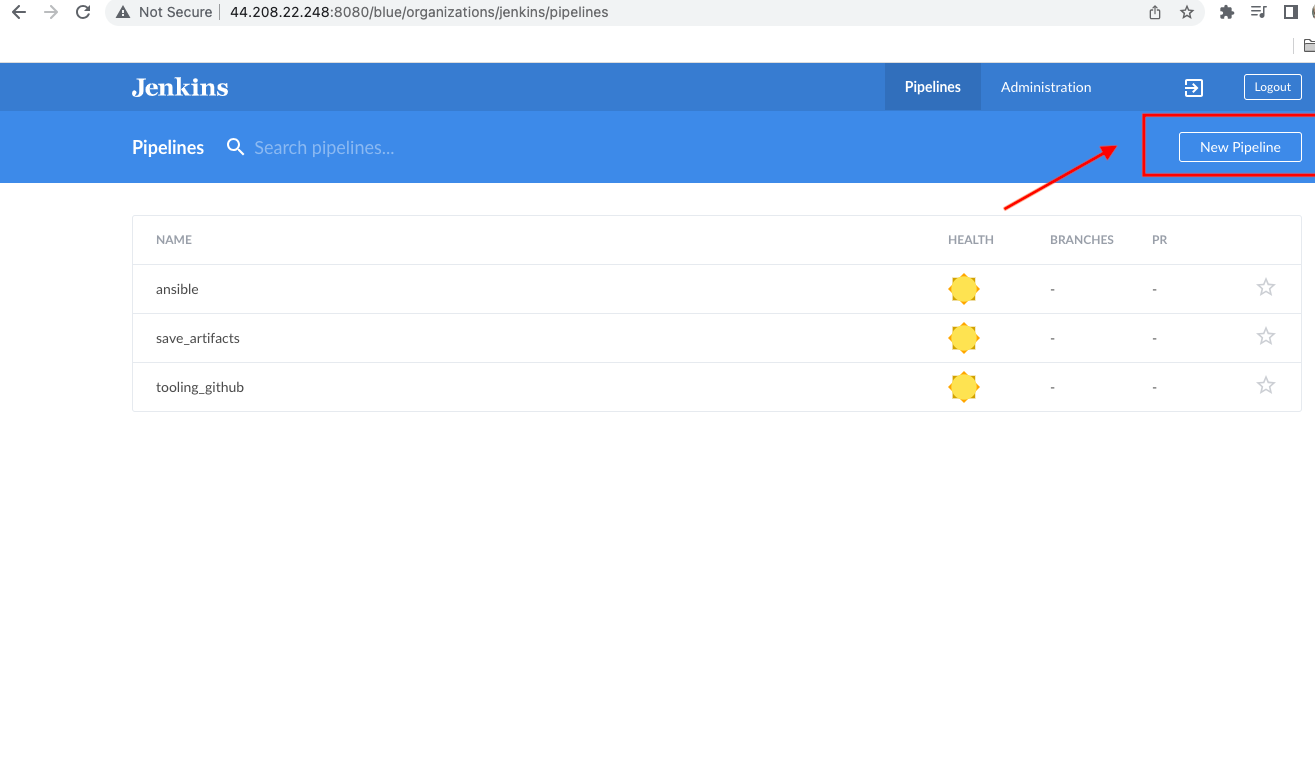 Not Secure 44.208.22.248:8080/blue/organizations/jenkins/pipelines
Jenkins Pipelines Administration Logout
Pipelines Search pipelines... New Pipeline
NAME HEALTH BRANCHES PR
ansible - -
save_artifacts - -
tooling_github - -